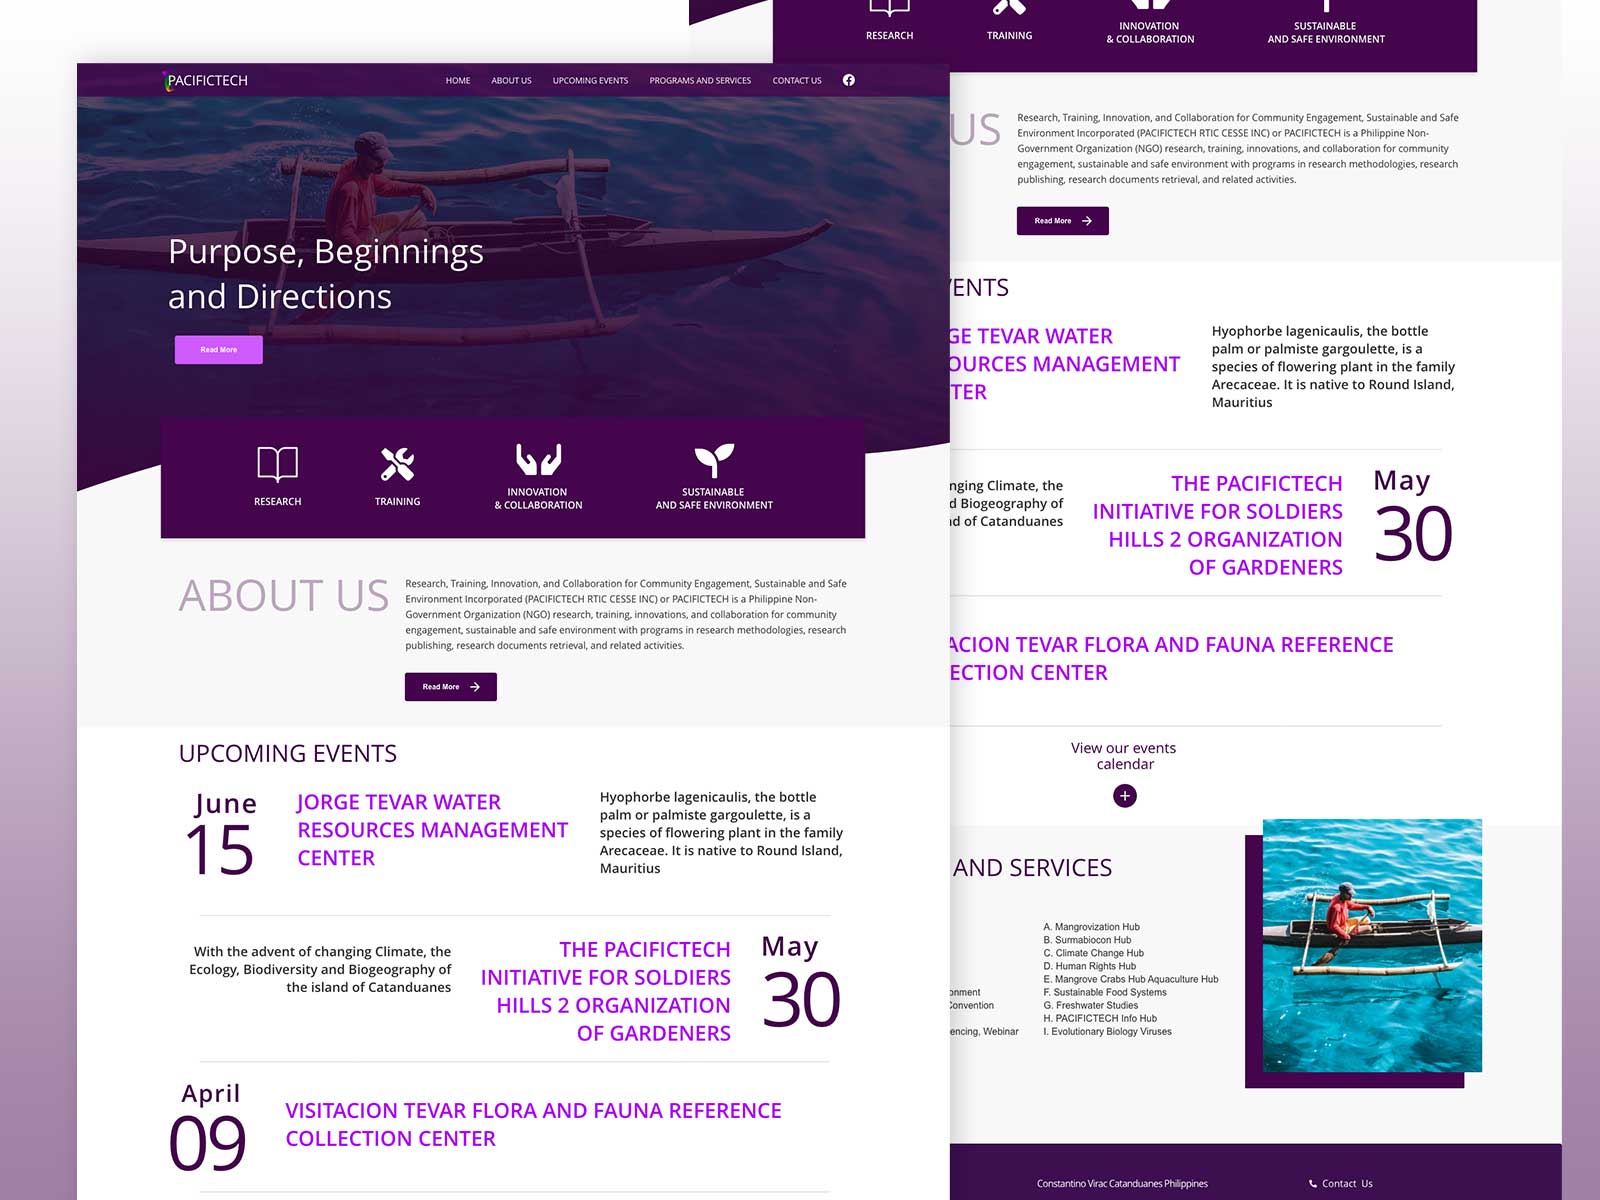 PACIFICTECH
HOME
ABOUT US
UPCOMING EVENTS
PROGRAMS AND SERVICES
CONTACT US
Purpose, Beginnings
and Directions
Read More
RESEARCH
TRAINING
INNOVATION
& COLLABORATION
SUSTAINABLE
AND SAFE ENVIRONMENT
ABOUT US
Research, Training, Innovation, and Collaboration for Community Engagement, Sustainable and Safe
Environment Incorporated (PACIFICTECH RTIC CESSE INC) or PACIFICTECH is a Philippine Non-
Government Organization (NGO) research, training, innovations, and collaboration for community
engagement, sustainable and safe environment with programs in research methodologies, research
publishing, research documents retrieval, and related activities.
Read More
UPCOMING EVENTS
June
15
JORGE TEVAR WATER
RESOURCES MANAGEMENT
CENTER
Hyophorbe lagenicaulis, the bottle
palm or palmiste gargoulette, is a
species of flowering plant in the family
Arecaceae. It is native to Round Island,
Mauritius
With the advent of changing Climate, the
Ecology, Biodiversity and Biogeography of
the island of Catanduanes
THE PACIFICTECH
INITIATIVE FOR SOLDIERS
HILLS 2 ORGANIZATION
OF GARDENERS
May
30
April
09
VISITACION TEVAR FLORA AND FAUNA REFERENCE
COLLECTION CENTER
RESEARCH
TRAINING
INNOVATION
& COLLABORATION
SUSTAINABLE
AND SAFE ENVIRONMENT
US
Research, Training, Innovation, and Collaboration for Community Engagement, Sustainable and Safe
Environment Incorporated (PACIFICTECH RTIC CESSE INC) or PACIFICTECH is a Philippine Non-
Government Organization (NGO) research, training, innovations, and collaboration for community
engagement, sustainable and safe environment with programs in research methodologies, research
publishing, research documents retrieval, and related activities.
Read More
VENTS
GE TEVAR WATER
OURCES MANAGEMENT
TER
Hyophorbe lagenicaulis, the bottle
palm or palmiste gargoulette, is a
species of flowering plant in the family
Arecaceae. It is native to Round Island,
Mauritius
nging Climate, the
d Biogeography of
nd of Catanduanes
THE PACIFICTECH
INITIATIVE FOR SOLDIERS
HILLS 2 ORGANIZATION
OF GARDENERS
May
30
ACION TEVAR FLORA AND FAUNA REFERENCE
ECTION CENTER
View our events
calendar
AND SERVICES
onment
Convention
encing, Webinar
A. Mangrovization Hub
B. Surmabiocon Hub
C. Climate Change Hub
D. Human Rights Hub
E. Mangrove Crabs Hub Aquaculture Hub
F. Sustainable Food Systems
G. Freshwater Studies
H. PACIFICTECH Info Hub
I. Evolutionary Biology Viruses
Constantino Virac Catanduanes Philippines
Contact Us